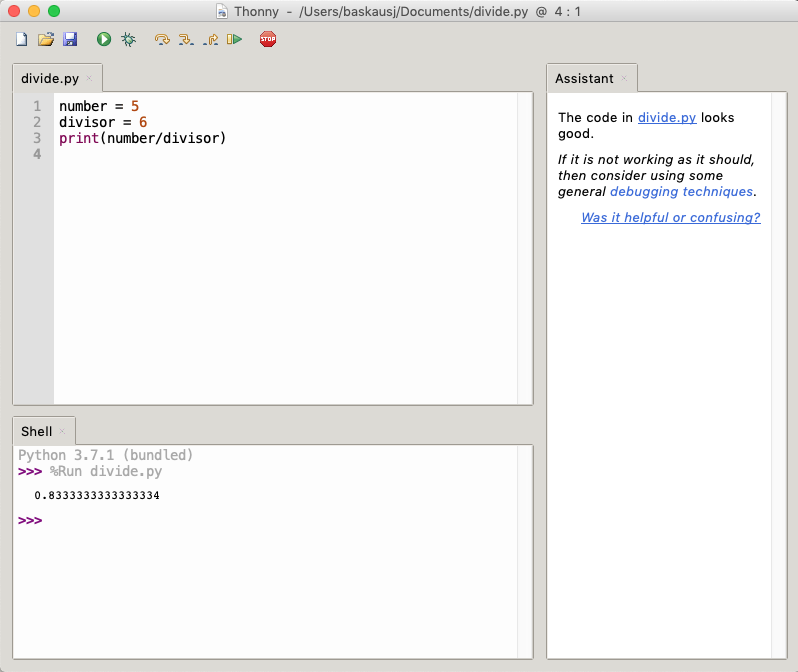 Thonny - /Users/baskausj/Documents/divide.py @ 4 : 1
STOP
divide.py
1 number = 5
2 divisor = 6
3 print(number/divisor)
4
Shell
Python 3.7.1 (bundled)
>>> %Run divide.py
0.8333333333333334
>>>
Assistant
The code in divide.py looks
good.
If it is not working as it should,
then consider using some
general debugging techniques.
Was it helpful or confusing?